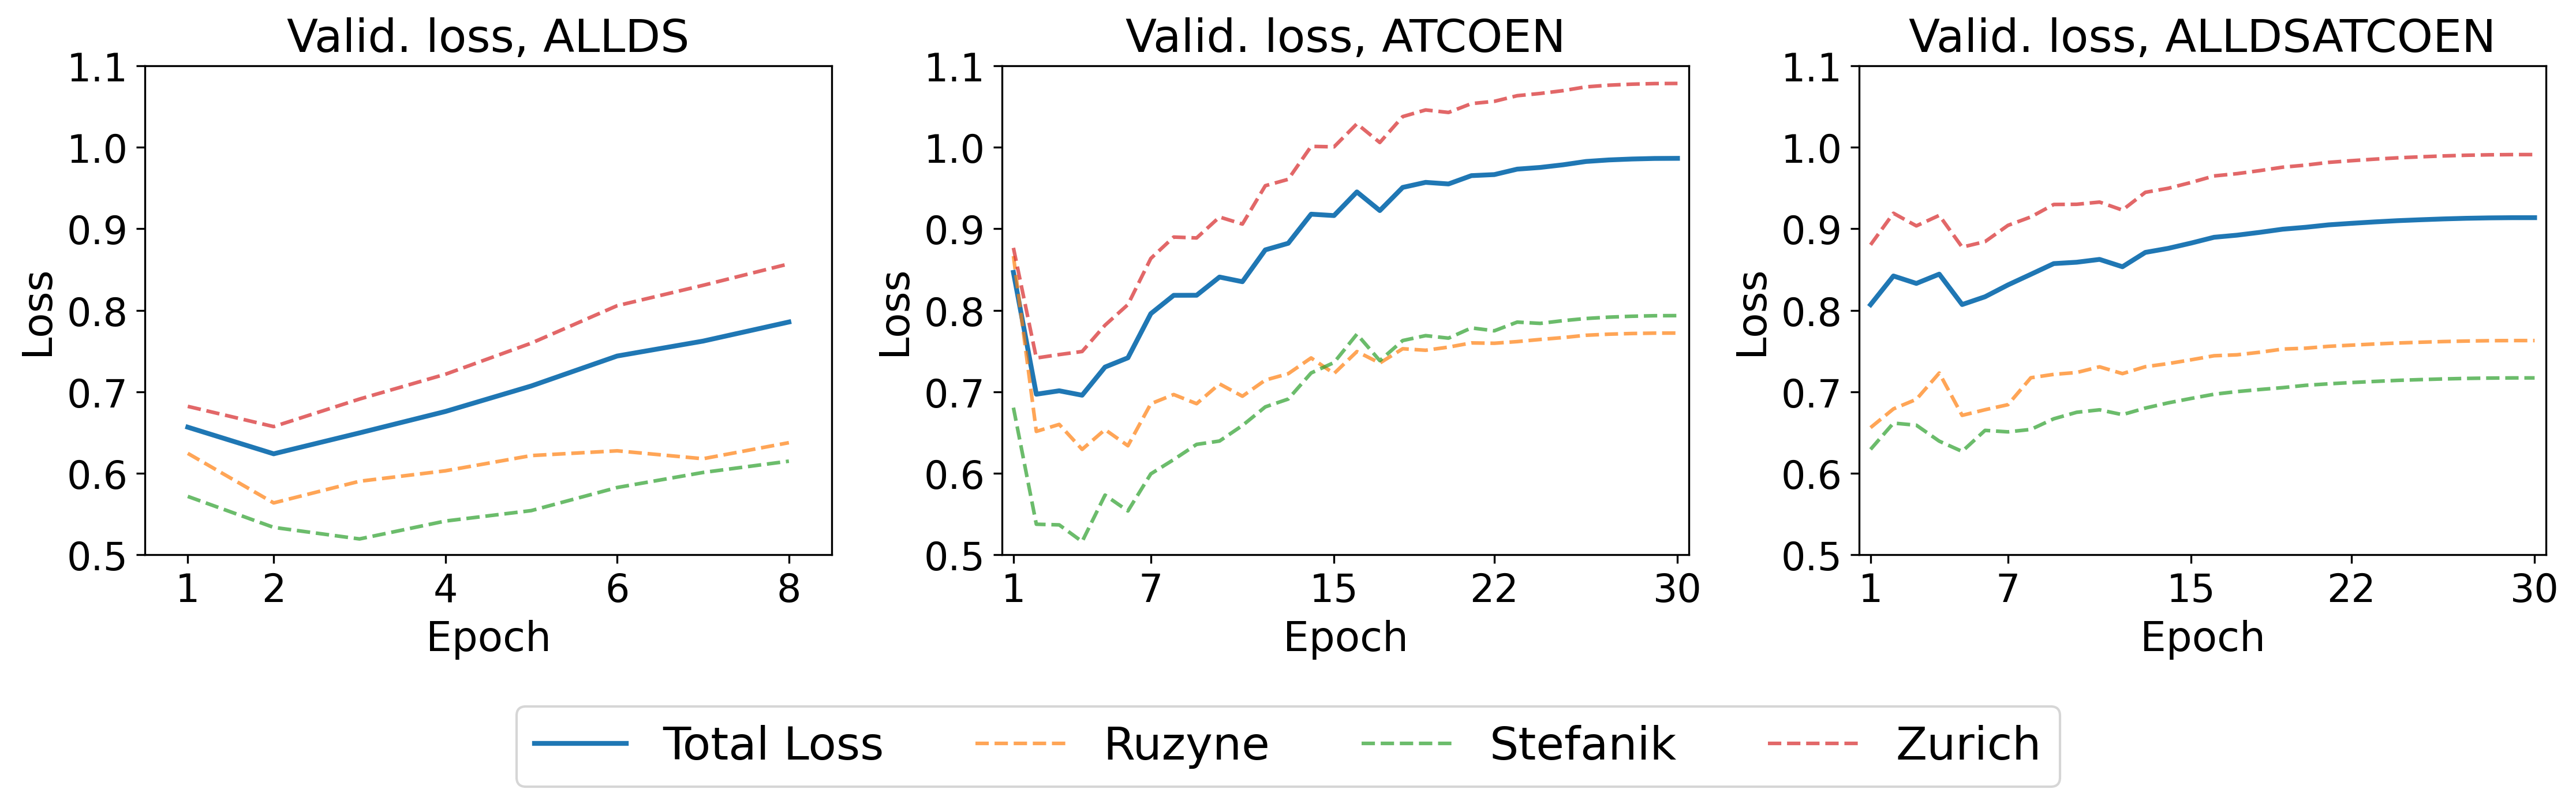 Valid. loss, ALLDS
1.1
1.0
0.9
0.8
0.7
0.6
0.5
Loss
1 2 4 6 8
Epoch
Valid. loss, ATCOEN
1.1
1.0
0.9
0.8
0.7
0.6
0.5
Loss
1 7 15 22 30
Epoch
Valid. loss, ALLDSATCOEN
1.1
1.0
0.9
0.8
0.7
0.6
0.5
Loss
1 7 15 22 30
Epoch
Total Loss Ruzyne Stefanik Zurich